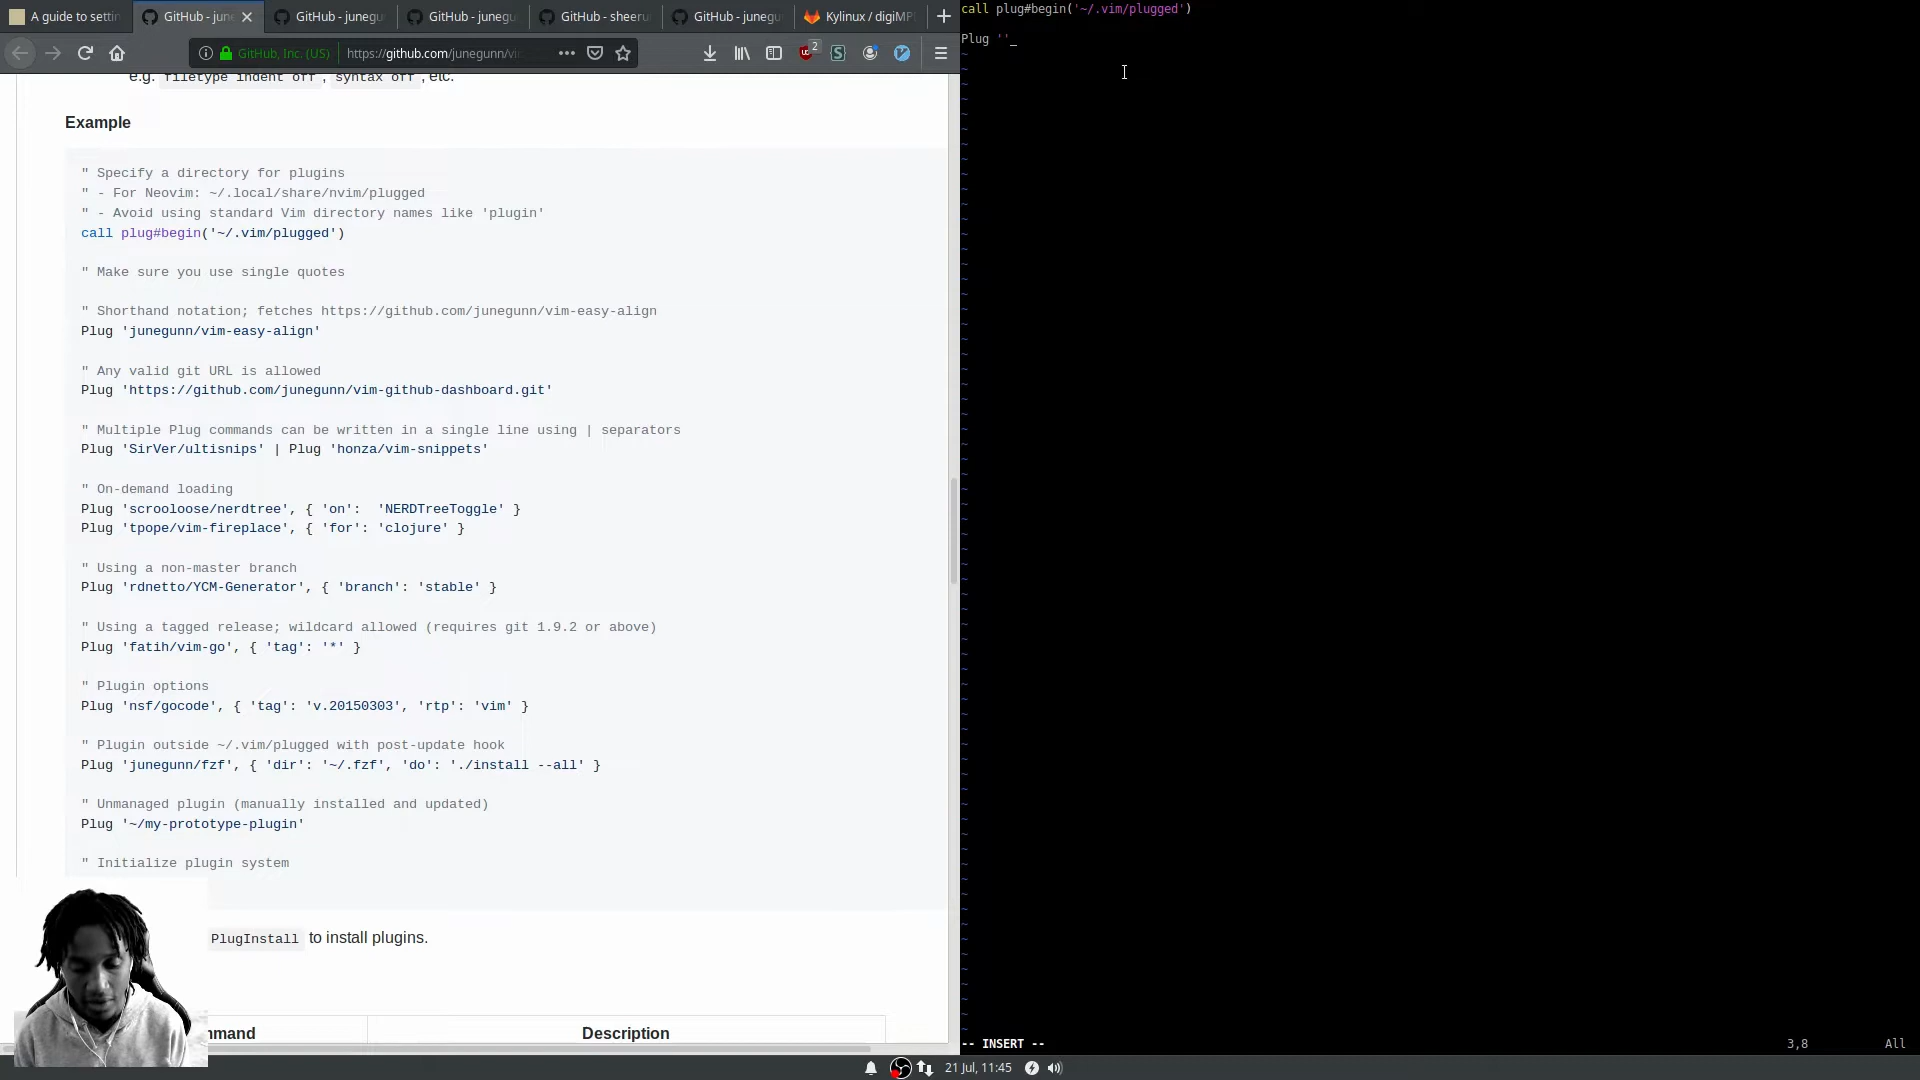 A guide to settin
GitHub - june
GitHub - junegu
GitHub - junegu
GitHub - sheeru
GitHub - junegu
Kylinux / digiMP
GitHub, Inc. (US)
https://github.com/junegunn/vi
2
e.g. filetype indent off , syntax off , etc.
Example
" Specify a directory for plugins
" - For Neovim: ~/.local/share/nvim/plugged
" - Avoid using standard Vim directory names like 'plugin'
call plug#begin('~/.vim/plugged')
" Make sure you use single quotes
" Shorthand notation; fetches https://github.com/junegunn/vim-easy-align
Plug 'junegunn/vim-easy-align'
" Any valid git URL is allowed
Plug 'https://github.com/junegunn/vim-github-dashboard.git'
" Multiple Plug commands can be written in a single line using | separators
Plug 'SirVer/ultisnips' | Plug 'honza/vim-snippets'
" On-demand loading
Plug 'scrooloose/nerdtree', { 'on':  'NERDTreeToggle' }
Plug 'tpope/vim-fireplace', { 'for': 'clojure' }
" Using a non-master branch
Plug 'rdnetto/YCM-Generator', { 'branch': 'stable' }
" Using a tagged release; wildcard allowed (requires git 1.9.2 or above)
Plug 'fatih/vim-go', { 'tag': '*' }
" Plugin options
Plug 'nsf/gocode', { 'tag': 'v.20150303', 'rtp': 'vim' }
" Plugin outside ~/.vim/plugged with post-update hook
Plug 'junegunn/fzf', { 'dir': '~/.fzf', 'do': './install --all' }
" Unmanaged plugin (manually installed and updated)
Plug '~/my-prototype-plugin'
" Initialize plugin system
PlugInstall to install plugins.
mmand
Description
call plug#begin('~/.vim/plugged')
Plug ''
-- INSERT --
3,8
All
21 Jul, 11:45